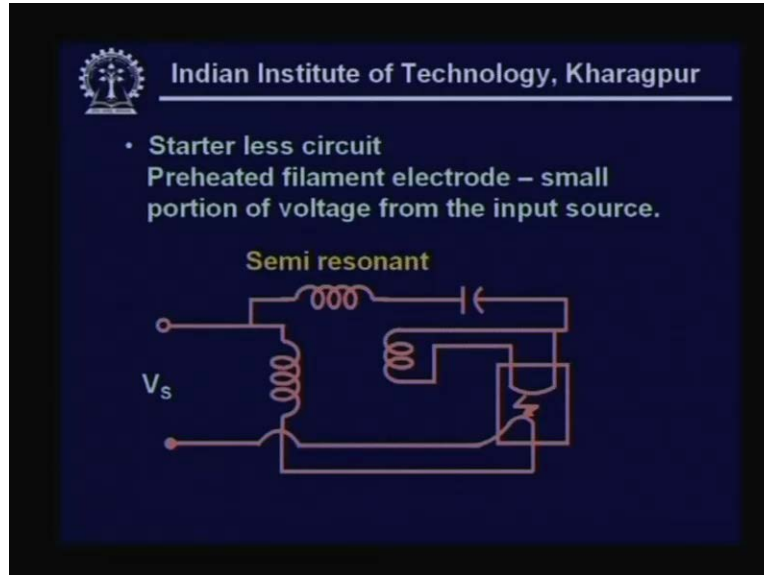 Indian Institute of Technology, Kharagpur
• Starter less circuit
Preheated filament electrode – small
portion of voltage from the input source.
Semi resonant
Vs